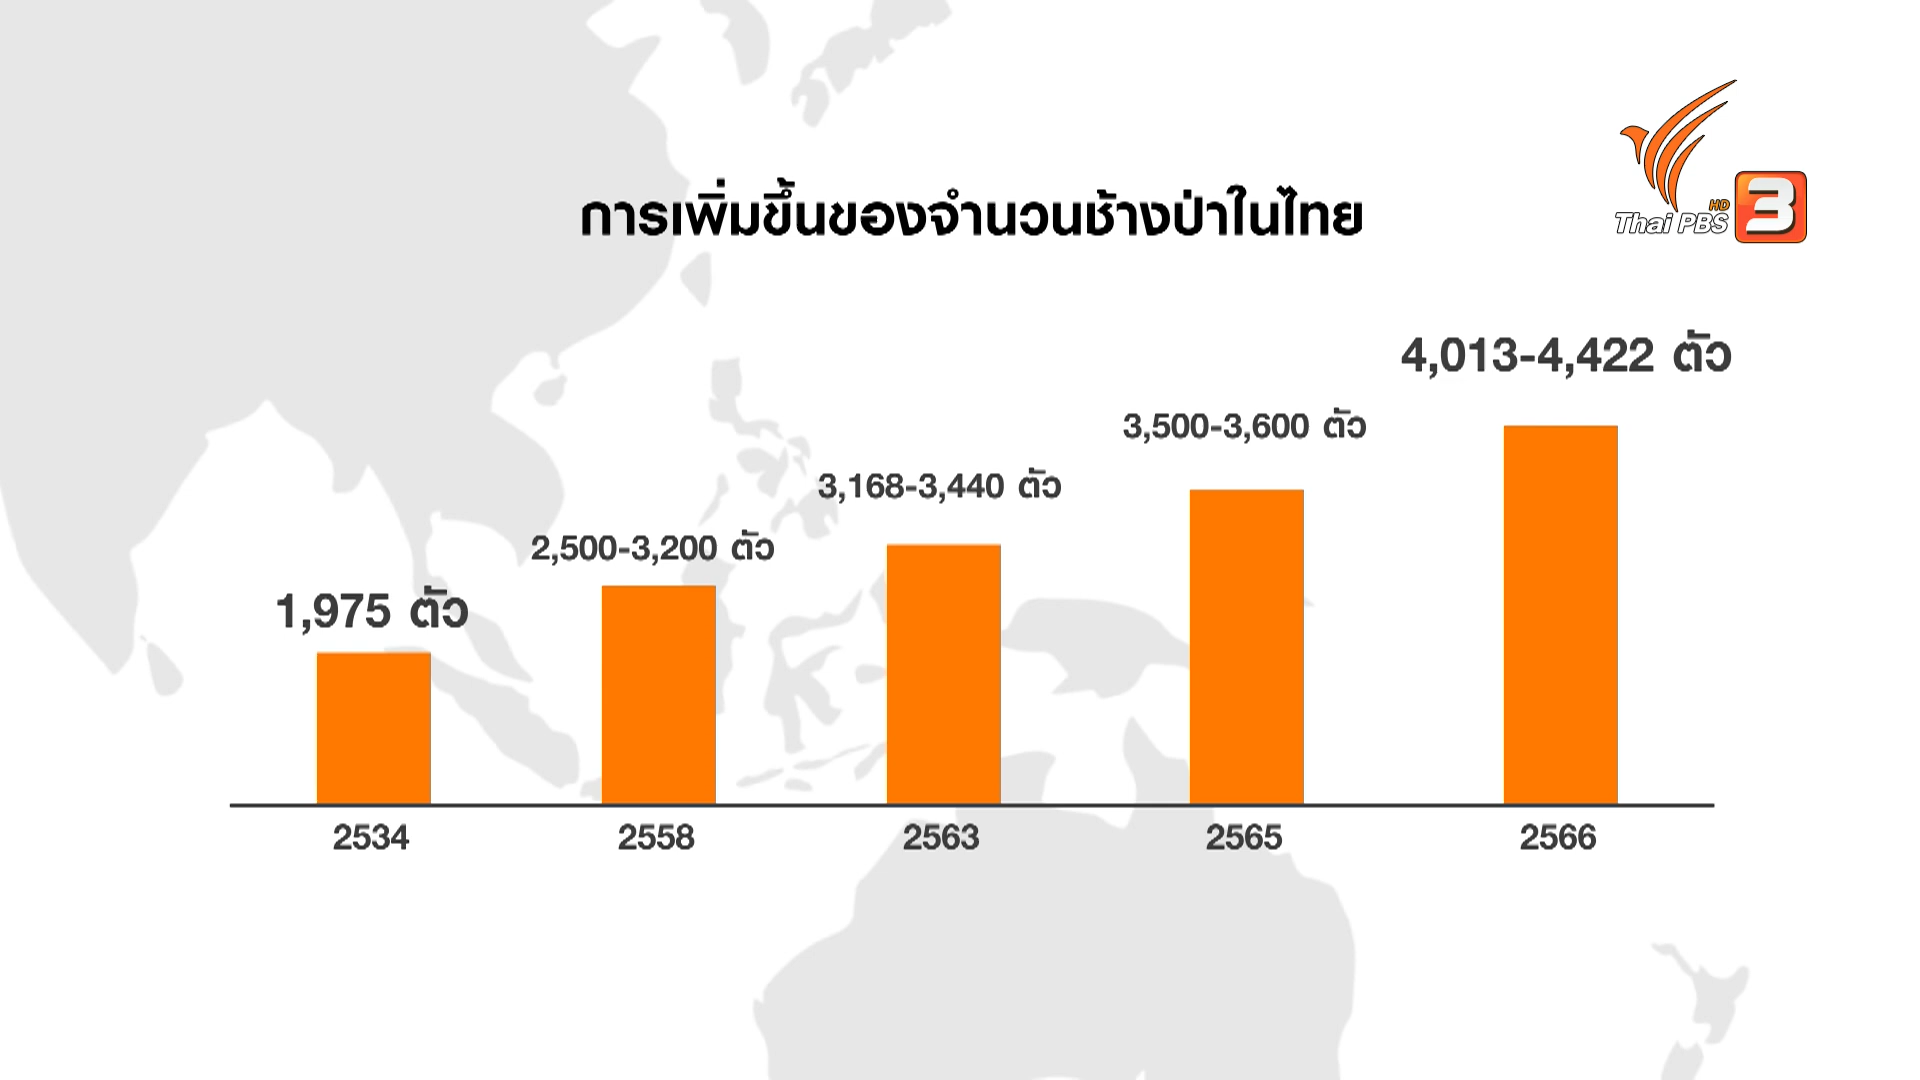 การเพิ่มขึ้นของจำนวนช้างป่าในไทย
Thai PBS HD 3
4,013-4,422 ตัว
3,500-3,600 ตัว
3,168-3,440 ตัว
2,500-3,200 ตัว
1,975 ตัว
2534 2558 2563 2565 2566